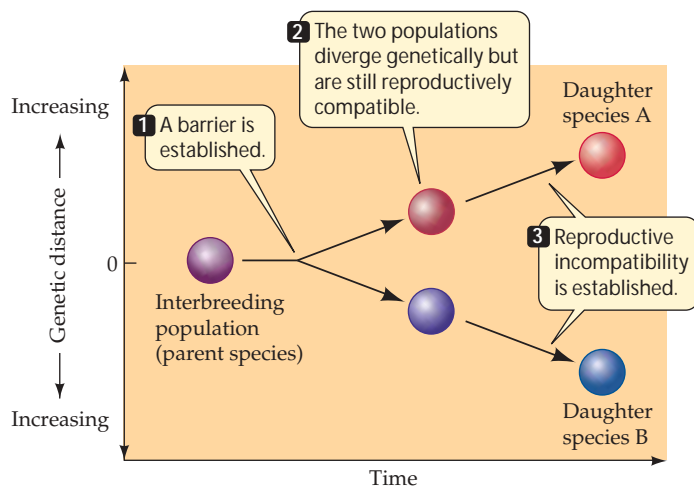 1 A barrier is
established.
2 The two populations
diverge genetically but
are still reproductively
compatible.
Daughter
species A
3 Reproductive
incompatibility
is established.
Interbreeding
population
(parent species)
Daughter
species B
Increasing
Genetic distance
0
Increasing
Time